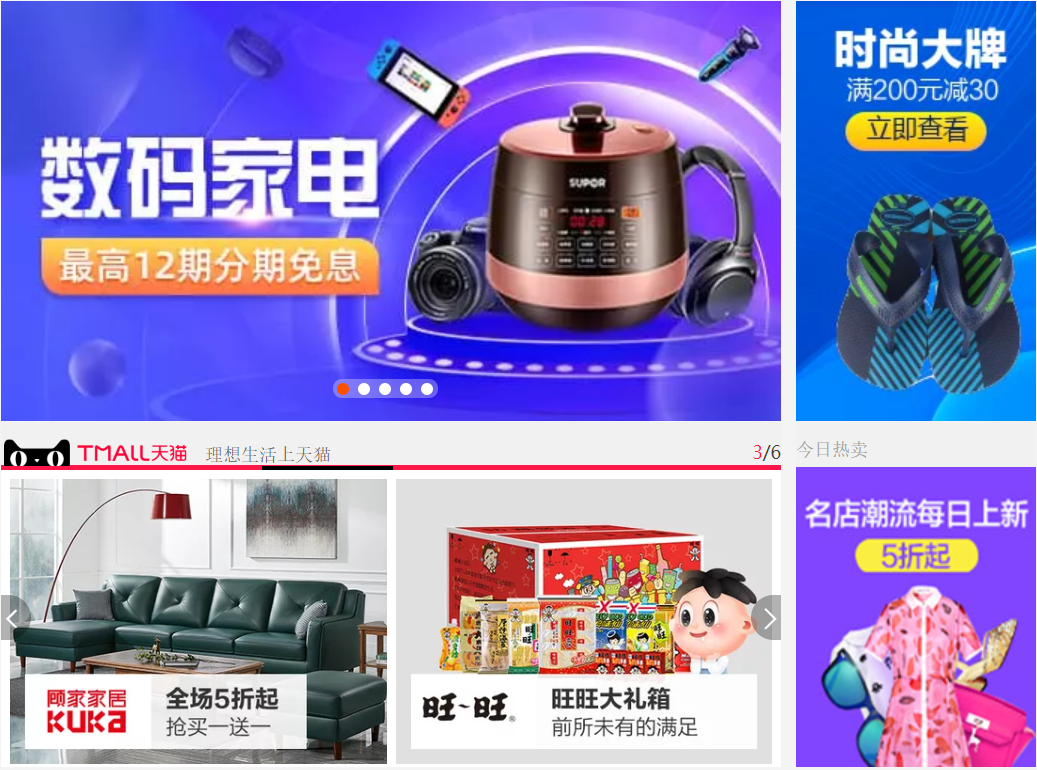 数码家电
最高12期分期免息
SUPOR
00:28
时尚大牌
满200元减30
立即查看
TMALL天猫
理想生活上天猫
3/6
今日热卖
名店潮流每日上新
5折起
顾家家居
KUKa
全场5折起
抢买一送一
旺~旺®
旺旺大礼箱
前所未有的满足